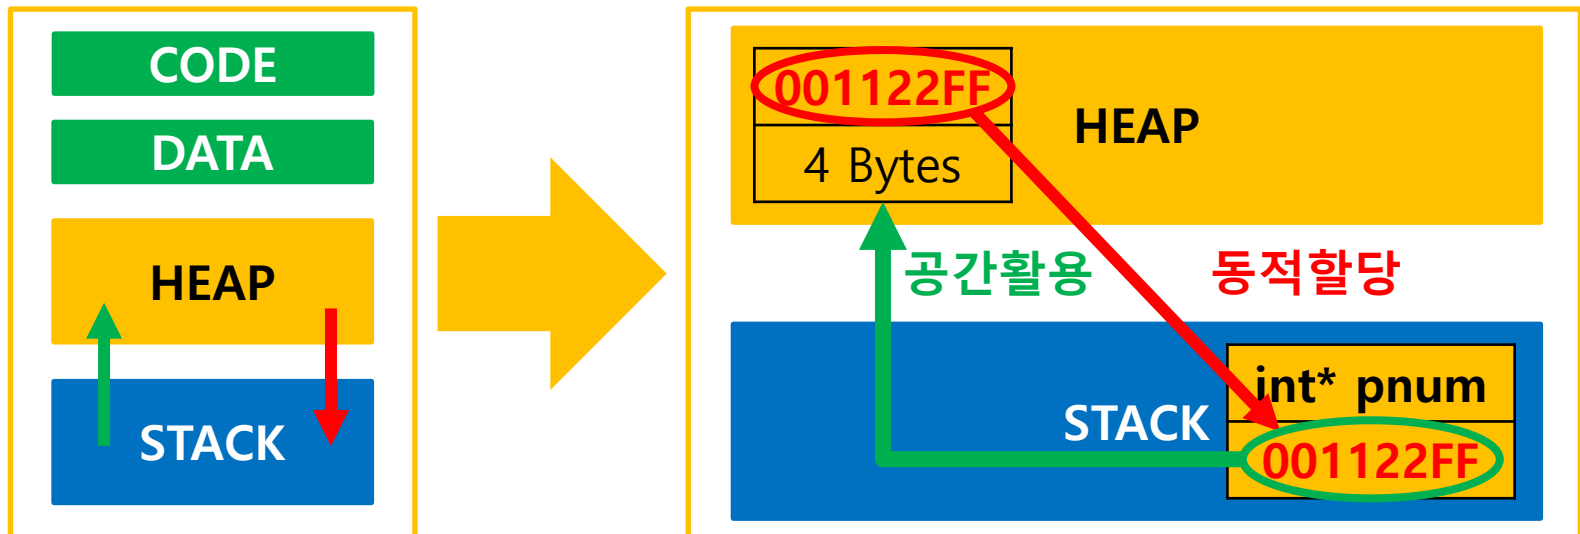 CODE
DATA
HEAP
STACK
001122FF
4 Bytes
HEAP
공간활용
동적할당
STACK
int* pnum
001122FF